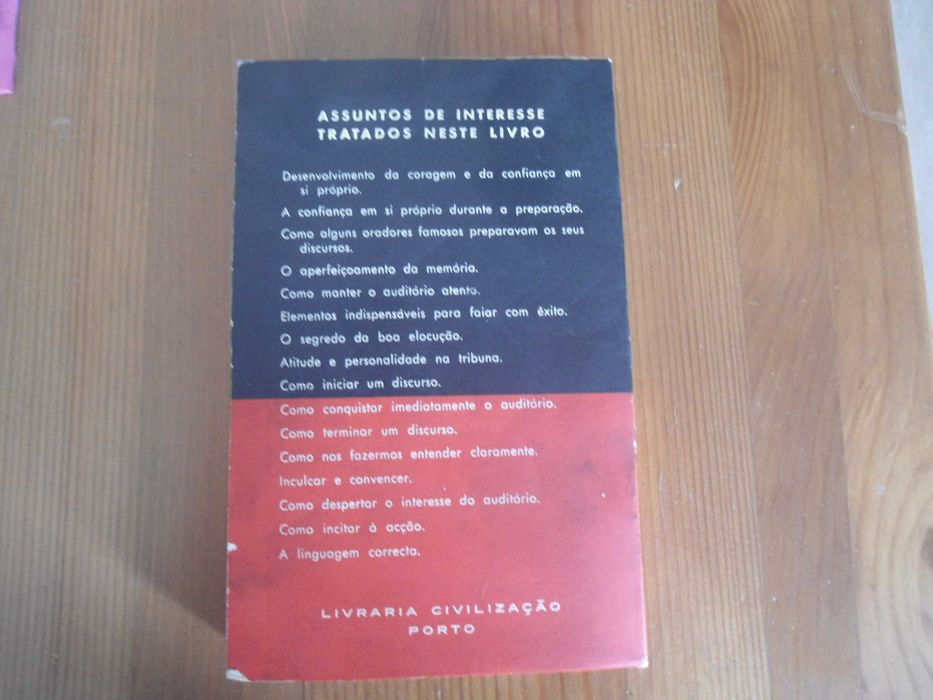 ASSUNTOS DE INTERESSE
TRATADOS NESTE LIVRO
Desenvolvimento da coragem e da confiança em
si próprio.
A confiança em si próprio durante a preparação.
Como alguns oradores famosos preparavam os seus
discursos.
O aperfeiçoamento da memória.
Como manter o auditório atento.
Elementos indispensáveis para falar com êxito.
O segredo da boa elocução.
Atitude e personalidade na tribuna.
Como iniciar um discurso.
Como conquistar imediatamente o auditório.
Como terminar um discurso.
Como nos fazermos entender claramente.
Inculcar e convencer.
Como despertar o interesse do auditório.
Como incitar à acção.
A linguagem correcta.
LIVRARIA CIVILIZAÇÃO
PORTO